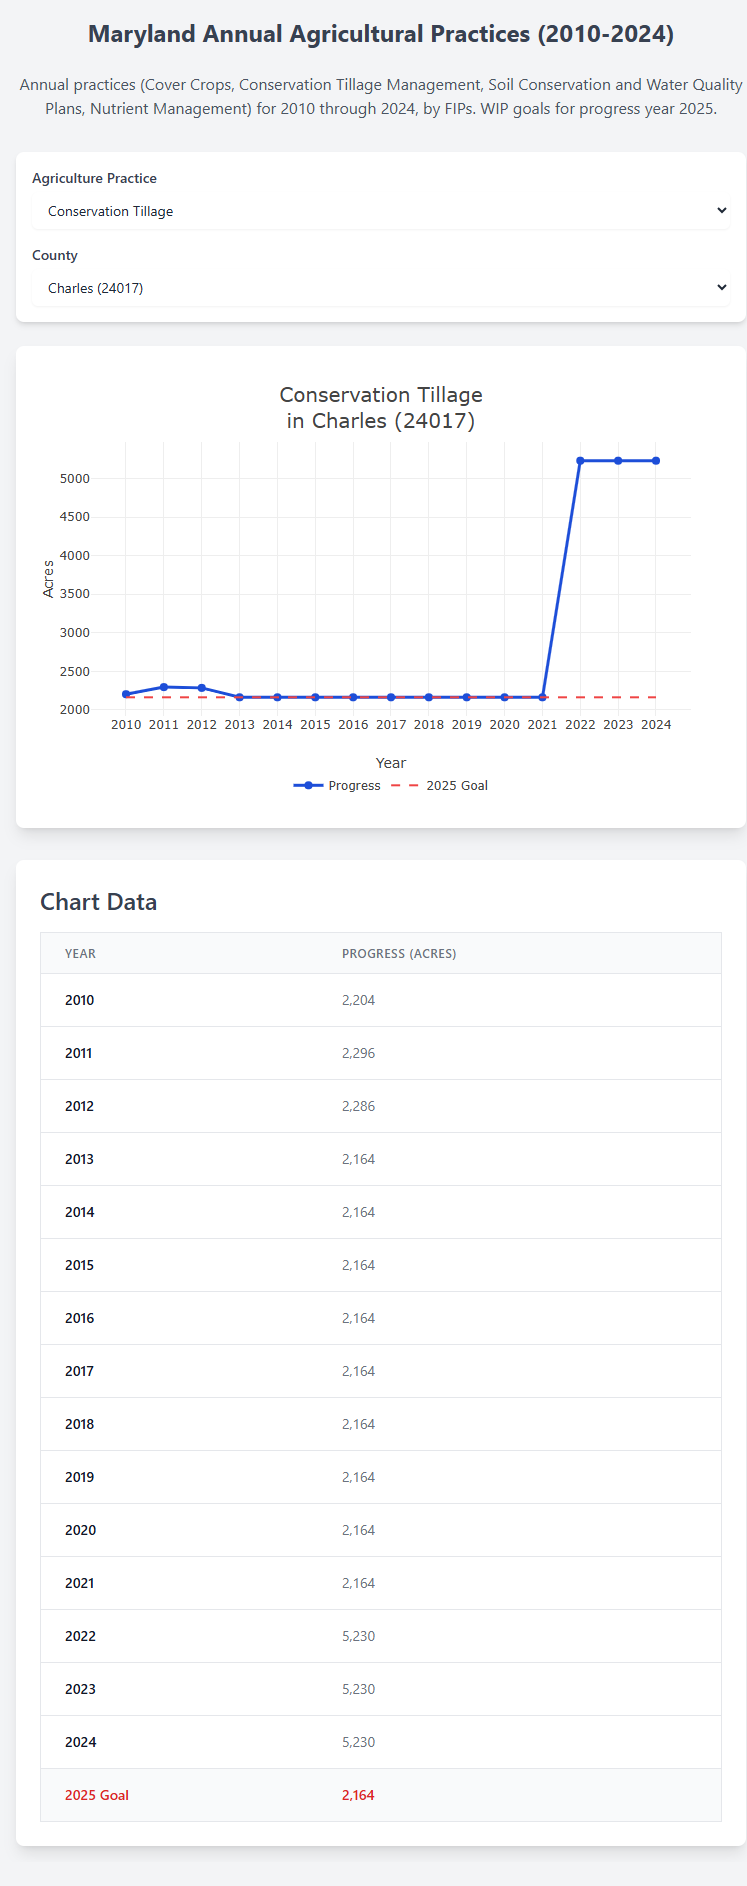 Maryland Annual Agricultural Practices (2010-2024)
Annual practices (Cover Crops, Conservation Tillage Management, Soil Conservation and Water Quality
Plans, Nutrient Management) for 2010 through 2024, by FIPs. WIP goals for progress year 2025.
Agriculture Practice
Conservation Tillage
County
Charles (24017)
Conservation Tillage
in Charles (24017)
5000
4500
4000
3500
3000
2500
2000
Acres
2010 2011 2012 2013 2014 2015 2016 2017 2018 2019 2020 2021 2022 2023 2024
Year
Progress 2025 Goal
Chart Data
YEAR PROGRESS (ACRES)
2010 2,204
2011 2,296
2012 2,286
2013 2,164
2014 2,164
2015 2,164
2016 2,164
2017 2,164
2018 2,164
2019 2,164
2020 2,164
2021 2,164
2022 5,230
2023 5,230
2024 5,230
2025 Goal 2,164